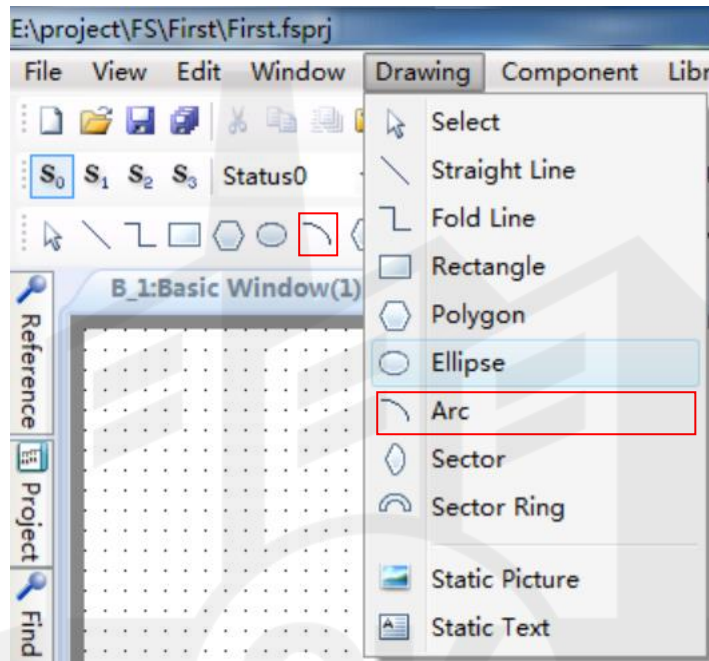 E:\project\FS\First\First.fsprj
File View Edit Window Drawing Component Libr
S0 S1 S2 S3 Status0
B_1:Basic Window(1)
Reference
Project
Find
Select
Straight Line
Fold Line
Rectangle
Polygon
Ellipse
Arc
Sector
Sector Ring
Static Picture
Static Text